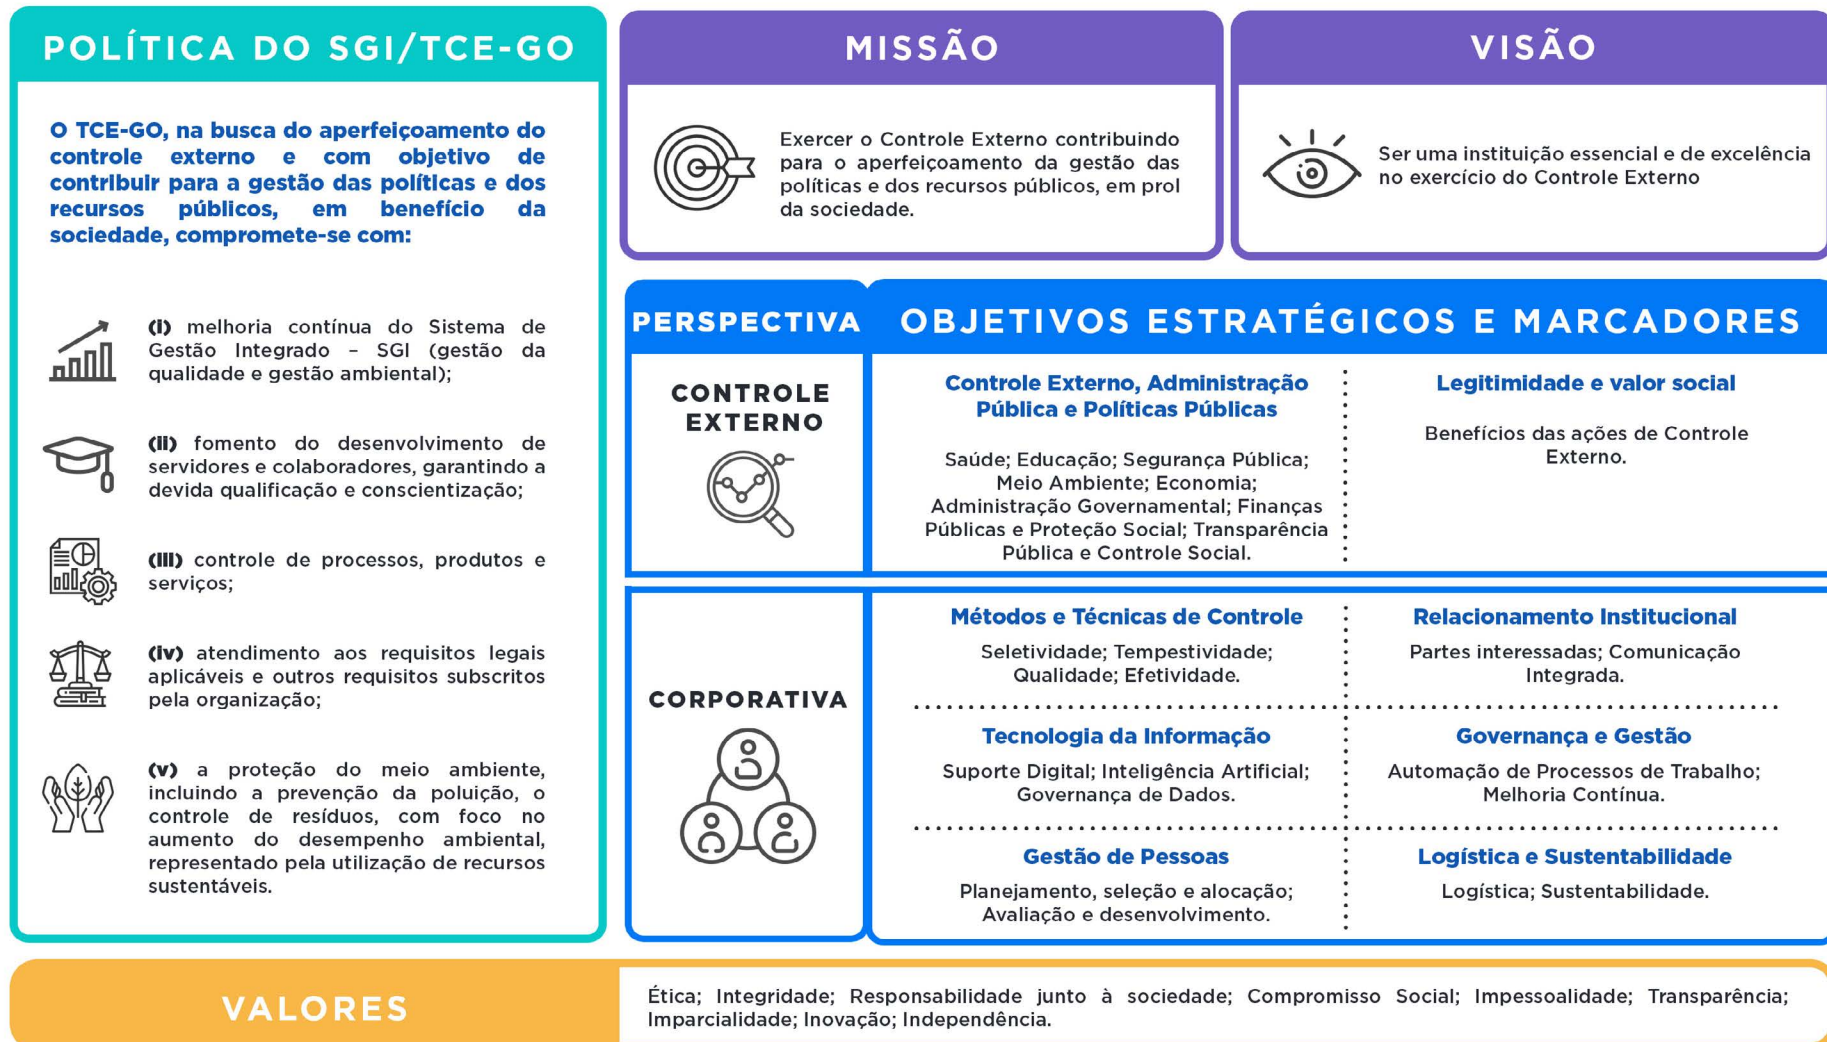 POLÍTICA DO SGI/TCE-GO
O TCE-GO, na busca do aperfeiçoamento do
controle externo e com objetivo de
contribuir para a gestão das políticas e dos
recursos públicos, em benefício da
sociedade, compromete-se com:
(i) melhoria contínua do Sistema de
Gestão Integrado – SGI (gestão da
qualidade e gestão ambiental);
(ii) fomento do desenvolvimento de
servidores e colaboradores, garantindo a
devida qualificação e conscientização;
(iii) controle de processos, produtos e
serviços;
(iv) atendimento aos requisitos legais
aplicáveis e outros requisitos subscritos
pela organização;
(v) a proteção do meio ambiente,
incluindo a prevenção da poluição, o
controle de resíduos, com foco no
aumento do desempenho ambiental,
representado pela utilização de recursos
sustentáveis.
MISSÃO
Exercer o Controle Externo contribuindo
para o aperfeiçoamento da gestão das
políticas e dos recursos públicos, em prol
da sociedade.
VISÃO
Ser uma instituição essencial e de excelência
no exercício do Controle Externo
PERSPECTIVA
OBJETIVOS ESTRATÉGICOS E MARCADORES
CONTROLE
EXTERNO
Controle Externo, Administração
Pública e Políticas Públicas
Saúde; Educação; Segurança Pública;
Meio Ambiente; Economia;
Administração Governamental; Finanças
Públicas e Proteção Social; Transparência
Pública e Controle Social.
Legitimidade e valor social
Benefícios das ações de Controle
Externo.
CORPORATIVA
Métodos e Técnicas de Controle
Seletividade; Tempestividade;
Qualidade; Efetividade.
Relacionamento Institucional
Partes interessadas; Comunicação
Integrada.
Tecnologia da Informação
Suporte Digital; Inteligência Artificial;
Governança de Dados.
Governança e Gestão
Automação de Processos de Trabalho;
Melhoria Contínua.
Gestão de Pessoas
Planejamento, seleção e alocação;
Avaliação e desenvolvimento.
Logística e Sustentabilidade
Logística; Sustentabilidade.
VALORES
Ética; Integridade; Responsabilidade junto à sociedade; Compromisso Social; Impessoalidade; Transparência;
Imparcialidade; Inovação; Independência.